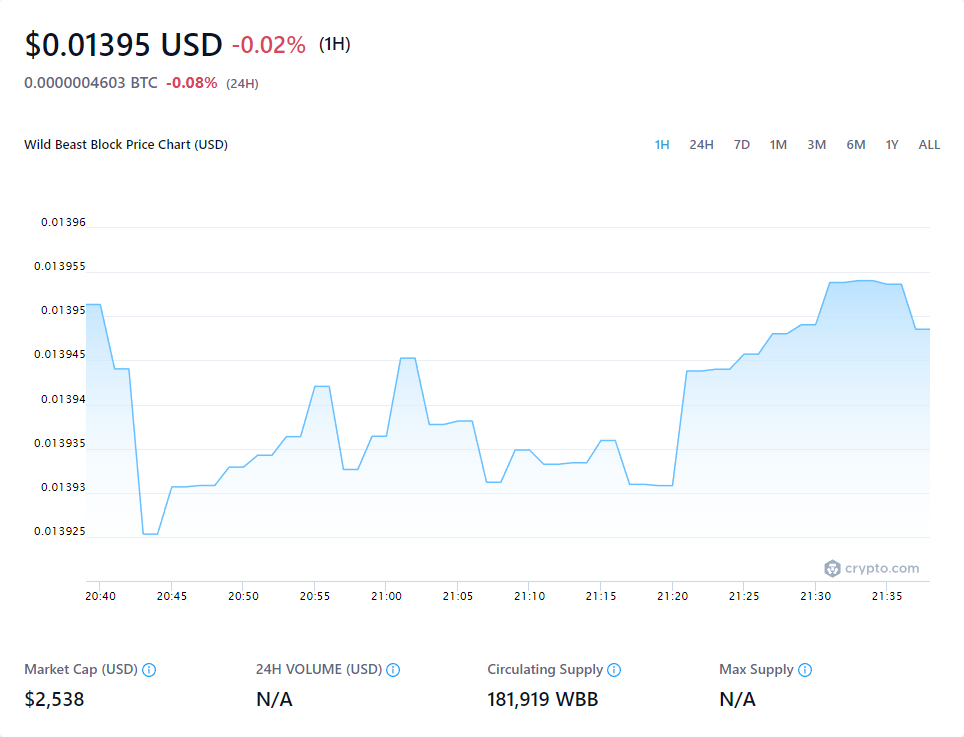 $0.01395 USD -0.02% (1H)
0.0000004603 BTC -0.08% (24H)
Wild Beast Block Price Chart (USD) 1H 24H 7D 1M 3M 6M 1Y ALL
0.01396
0.013955
0.01395
0.013945
0.01394
0.013935
0.01393
0.013925
crypto.com
20:40 20:45 20:50 20:55 21:00 21:05 21:10 21:15 21:20 21:25 21:30 21:35
Market Cap (USD) 24H VOLUME (USD) Circulating Supply Max Supply
$2,538 N/A 181,919 WBB N/A